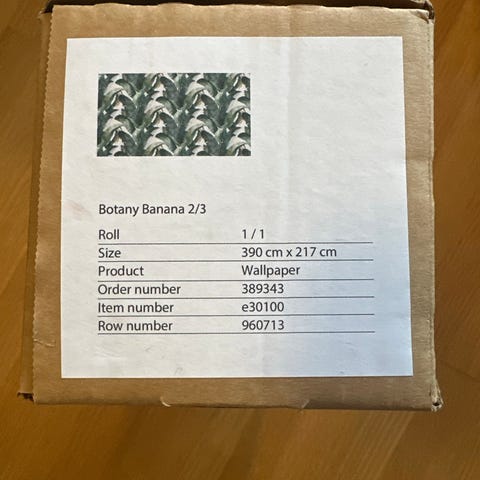 Botany Banana 2/3
Roll 1 / 1
Size 390 cm x 217 cm
Product Wallpaper
Order number 389343
Item number e30100
Row number 960713